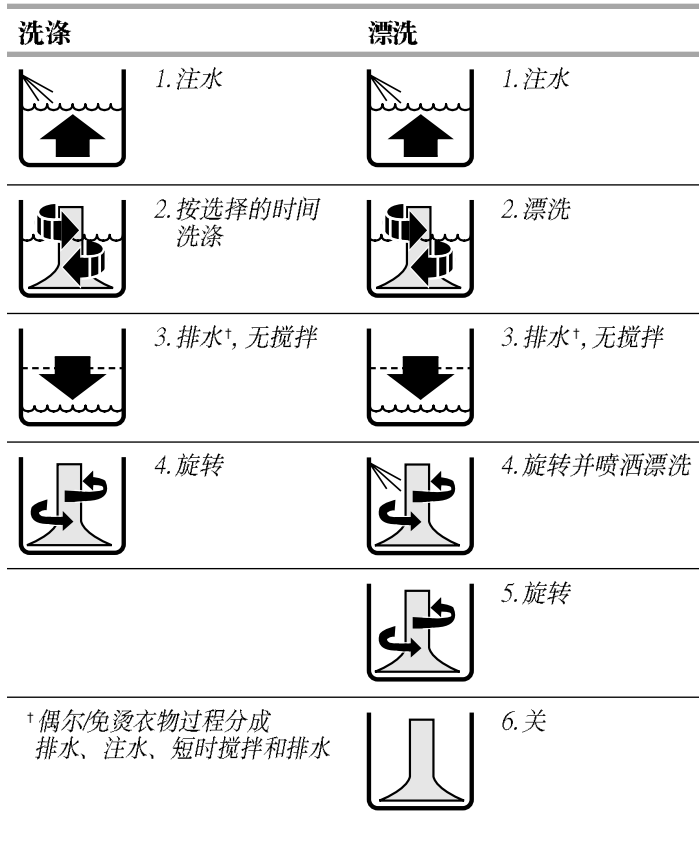 洗涤
1. 注水
2. 按选择的时间
洗涤
3. 排水†, 无搅拌
4. 旋转
†偶尔/免烫衣物过程分成
排水、注水、短时搅拌和排水
漂洗
1. 注水
2. 漂洗
3. 排水†, 无搅拌
4. 旋转并喷洒漂洗
5. 旋转
6. 关